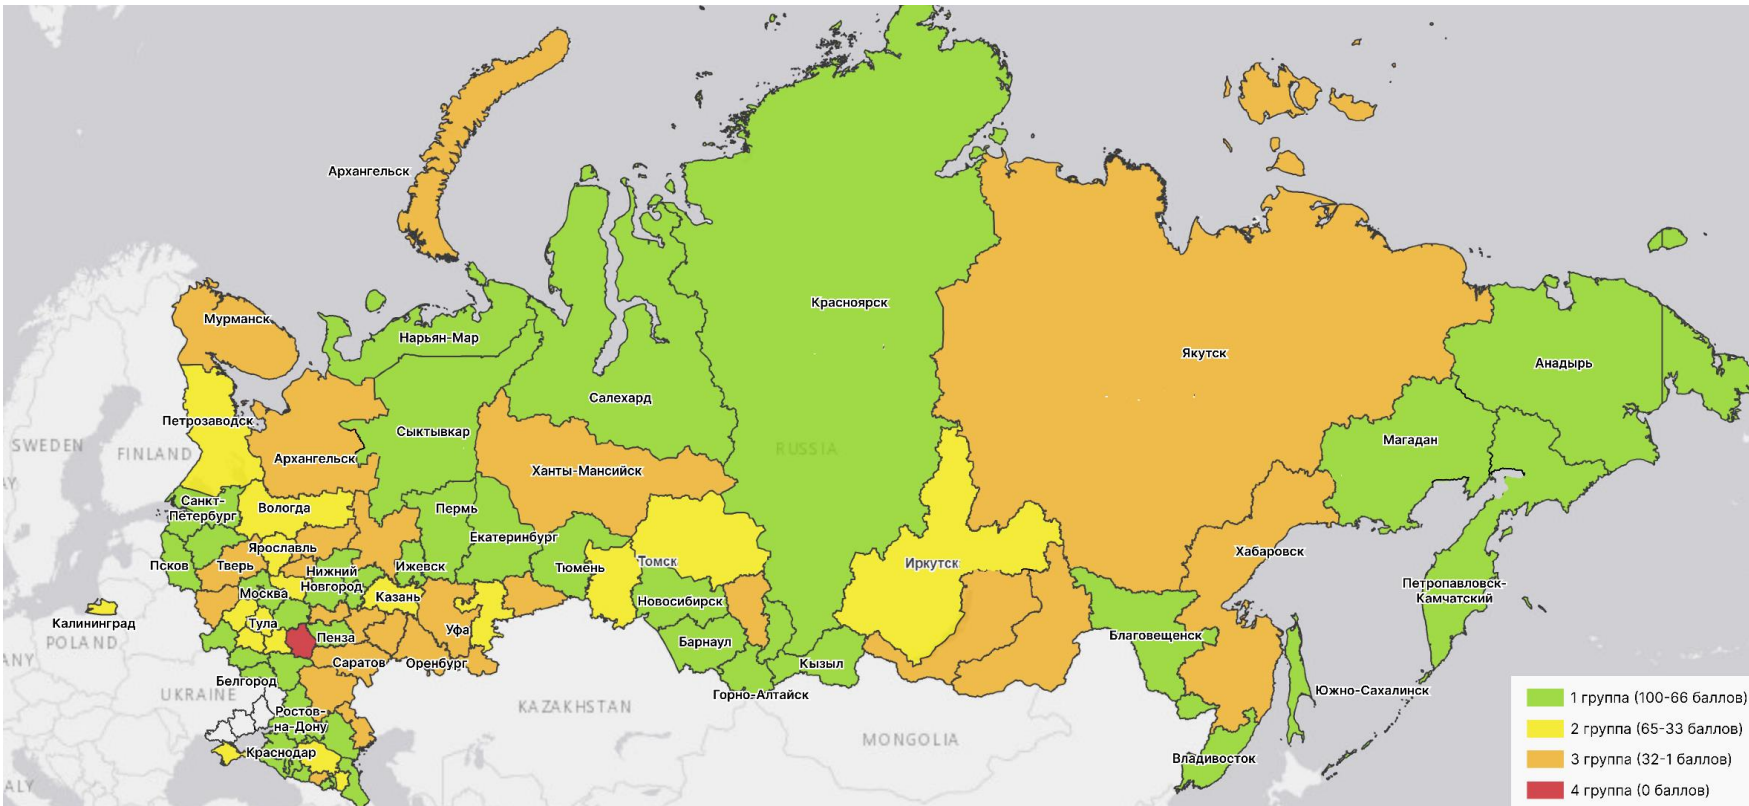 Архангельск
Мурманск
Нарьян-Мар
Красноярск
Якутск
Анадырь
Салехард
Петрозаводск
SWEDEN
FINLAND
Сыктывкар
Магадан
RUSSIA
Архангельск
Ханты-Мансийск
Санкт-
Петербург
Вологда
Пермь
Екатеринбург
Ярославль
Хабаровск
Псков
Тверь
Нижний
Новгород
Ижевск
Тюмень
Томск
Иркутск
Москва
Казань
Новосибирск
Петропавловск-
Камчатский
Калининград
POLAND
Тула
Пенза
Уфа
Барнаул
Благовещенск
ANY
Саратов
Оренбург
Кызыл
Белгород
UKRAINE
Горно-Алтайск
KAZAKHSTAN
Южно-Сахалинск
Ростов-
на-Дону
MONGOLIA
Краснодар
Владивосток
ALY
1 группа (100-66 баллов)
2 группа (65-33 баллов)
3 группа (32-1 баллов)
4 группа (0 баллов)